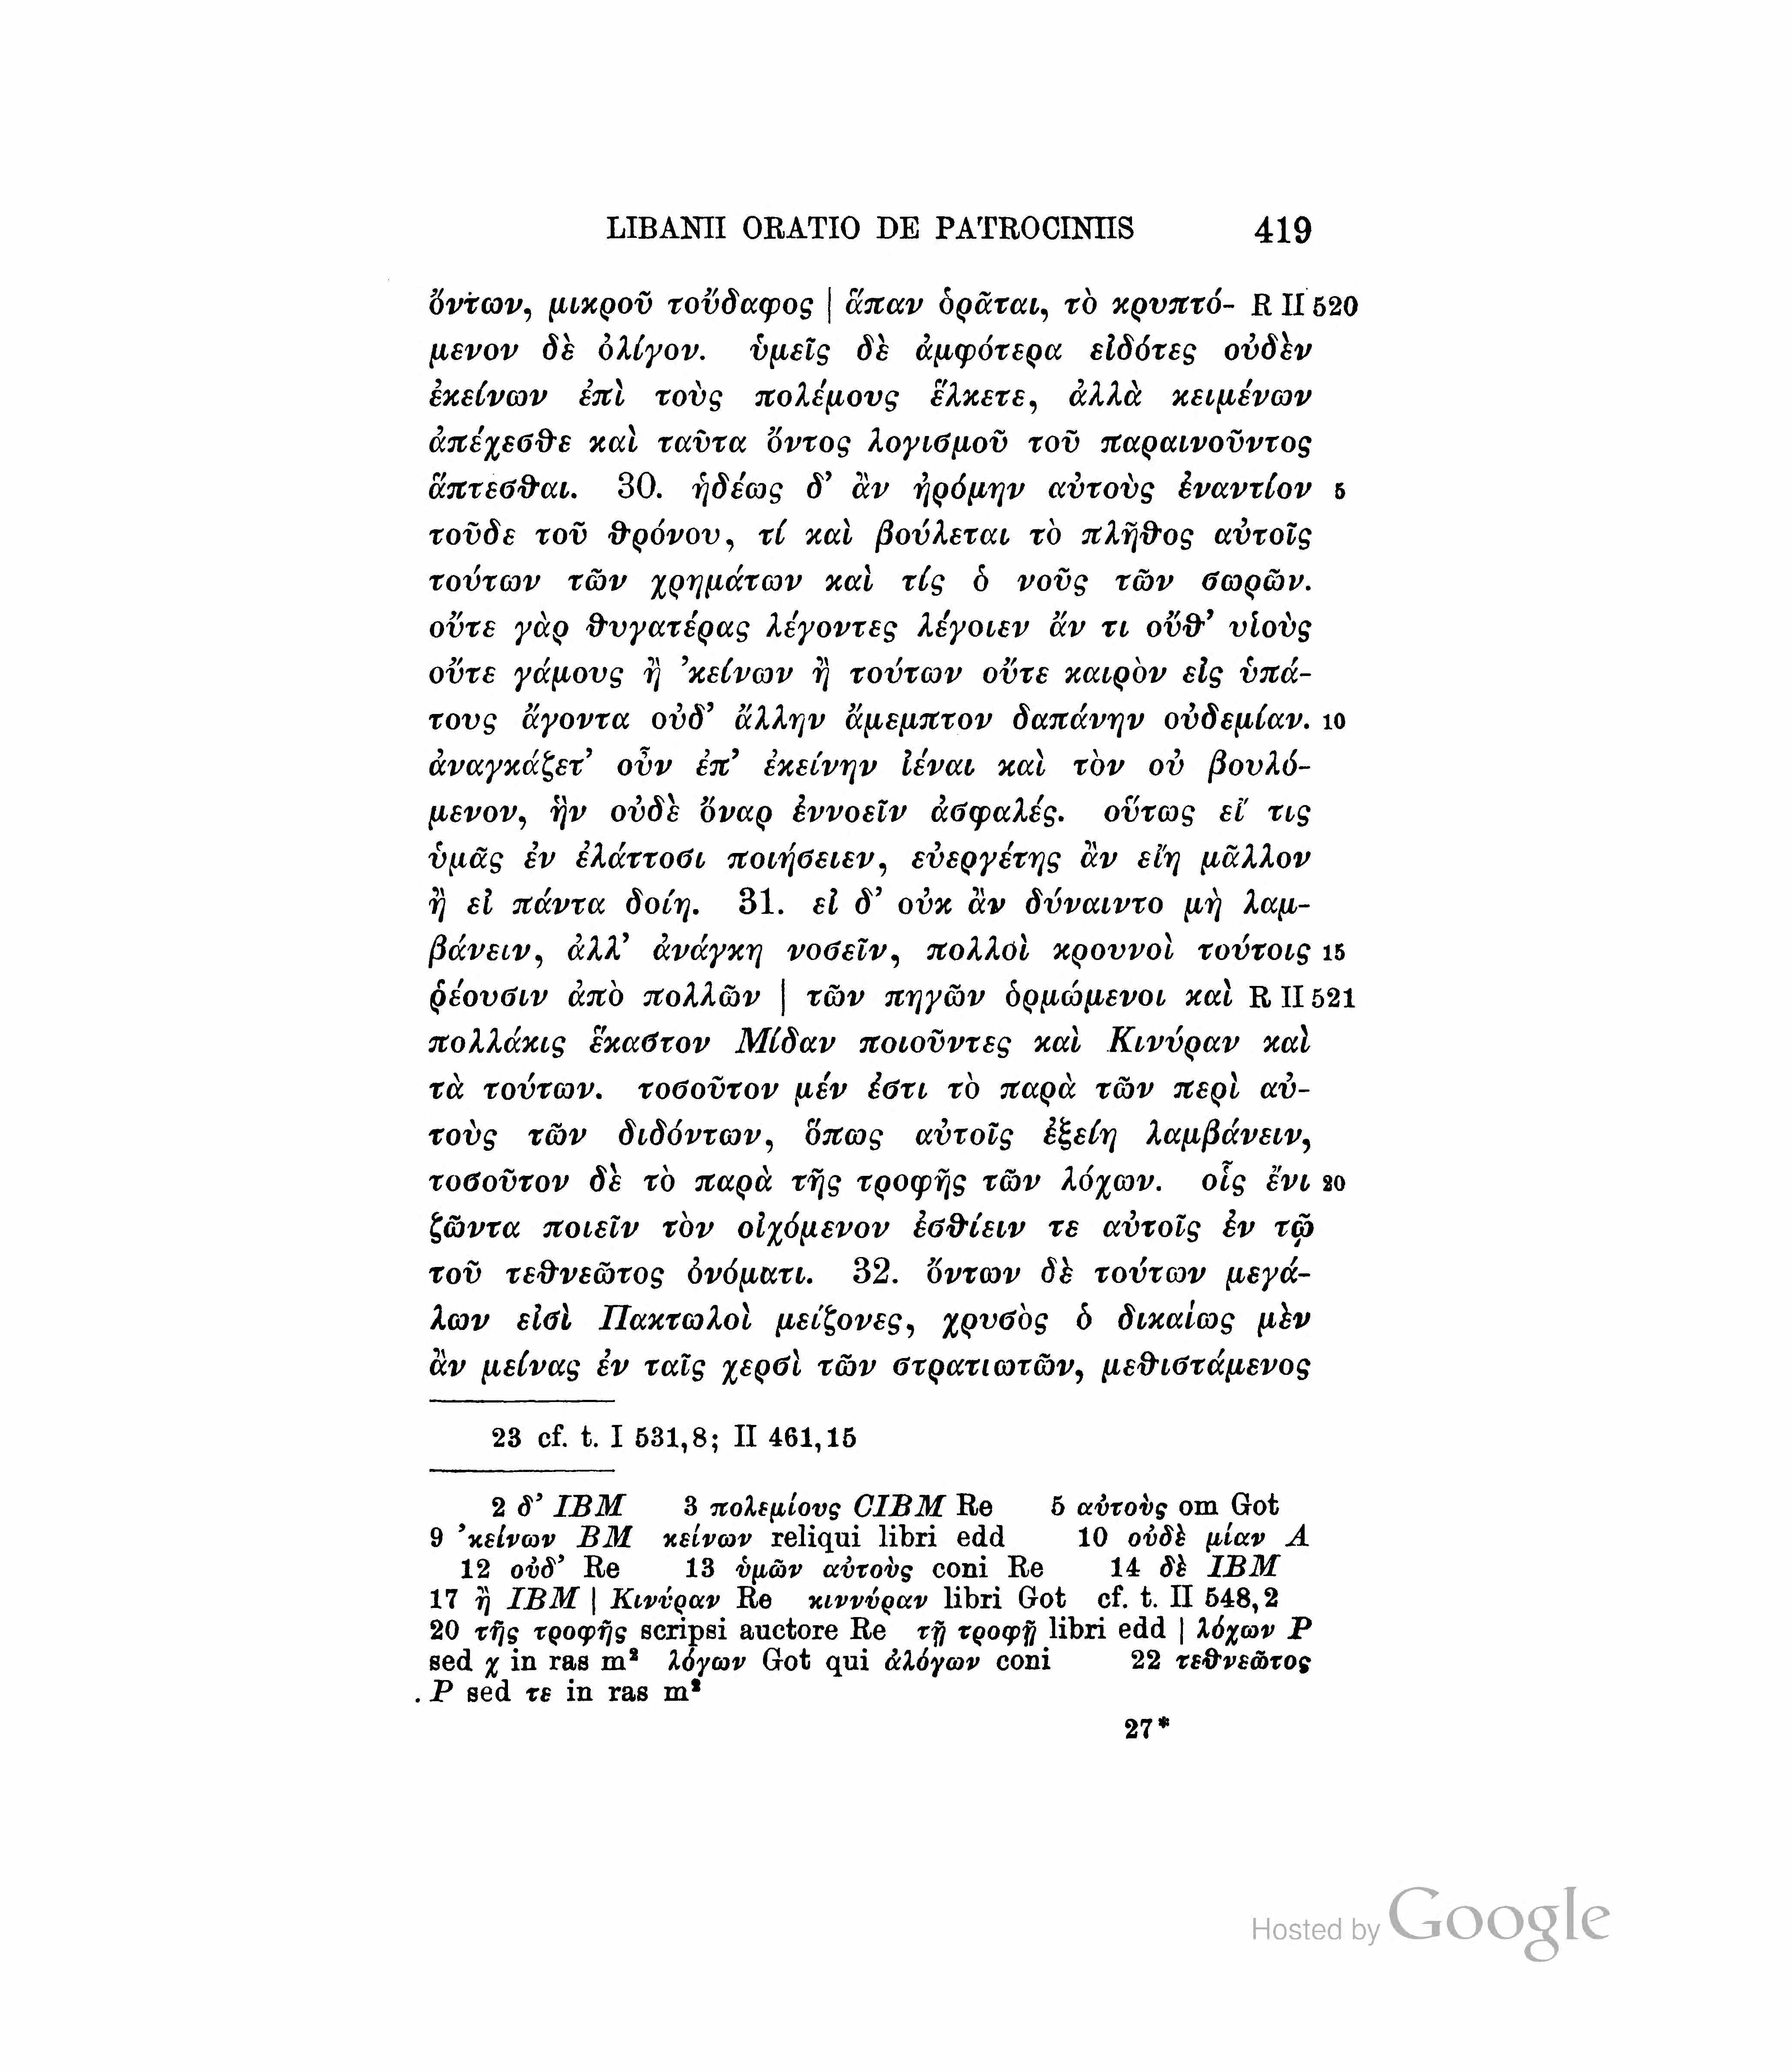 LIBANII ORATIO DE PATROCINIIS 419
ὄντων, μικροῦ τοὔδαφος | ἅπαν ὁρᾶται, τὸ κρυπτό- R II 520
μενον δὲ ὀλίγον. ὑμεῖς δὲ ἀμφότερα εἰδότες οὐδὲν
ἐκείνων ἐπὶ τοὺς πολέμους ἕλκετε, ἀλλὰ κειμένων
ἀπέχεσθε καὶ ταῦτα ὄντος λογισμοῦ τοῦ παραινοῦντος
ἅπτεσθαι. 30. ἡδέως δ’ ἂν ἠρόμην αὐτοὺς ἐναντίον 5
τοῦδε τοῦ θρόνου, τί καὶ βούλεται τὸ πλῆθος αὐτοῖς
τούτων τῶν χρημάτων καὶ τίς ὁ νοῦς τῶν σωρῶν.
οὔτε γὰρ θυγατέρας λέγοντες λέγοιεν ἄν τι οὔθ’ υἱοὺς
οὔτε γάμους ἢ ’κείνων ἢ τούτων οὔτε καιρὸν εἰς ὑπά-
τους ἄγοντα οὐδ’ ἄλλην ἄμεμπτον δαπάνην οὐδεμίαν. 10
ἀναγκάζετ’ οὖν ἐπ’ ἐκείνην ἰέναι καὶ τὸν οὐ βουλό-
μενον, ἣν οὐδὲ ὄναρ ἐννοεῖν ἀσφαλές. οὕτως εἴ τις
ὑμᾶς ἐν ἐλάττοσι ποιήσειεν, εὐεργέτης ἂν εἴη μᾶλλον
ἢ εἰ πάντα δοίη. 31. εἰ δ’ οὐκ ἂν δύναιντο μὴ λαμ-
βάνειν, ἀλλ’ ἀνάγκη νοσεῖν, πολλοὶ κρουνοὶ τούτοις 15
ῥέουσιν ἀπὸ πολλῶν | τῶν πηγῶν ὁρμώμενοι καὶ R II 521
πολλάκις ἕκαστον Μίδαν ποιοῦντες καὶ Κινύραν καὶ
τὰ τούτων. τοσοῦτον μέν ἐστι τὸ παρὰ τῶν περὶ αὐ-
τοὺς τῶν διδόντων, ὅπως αὐτοῖς ἐξείη λαμβάνειν,
τοσοῦτον δὲ τὸ παρὰ τῆς τροφῆς τῶν λόχων. οἷς ἔνι 20
ζῶντα ποιεῖν τὸν οἰχόμενον ἐσθίειν τε αὐτοῖς ἐν τῷ
τοῦ τεθνεῶτος ὀνόματι. 32. ὄντων δὲ τούτων μεγά-
λων εἰσὶ Πακτωλοὶ μείζονες, χρυσὸς ὁ δικαίως μὲν
ἂν μείνας ἐν ταῖς χερσὶ τῶν στρατιωτῶν, μεθιστάμενος
23 cf. t. I 531,8; II 461,15
2 δ’ IBM 3 πολεμίους CIBM Re 5 αὐτοὺς om Got
9 ’κείνων BM κείνων reliqui libri edd 10 οὐδὲ μίαν A
12 οὐδ’ Re 13 ὑμῶν αὐτοὺς coni Re 14 δὲ IBM
17 ἢ IBM | Κινύραν Re κιννύραν libri Got cf. t. II 548,2
20 τῆς τροφῆς scripsi auctore Re τῇ τροφῇ libri edd | λόχων P
sed χ in ras m² λόγων Got qui ἀλόγων coni 22 τεθνεῶτος
. P sed τε in ras m²
27*
Hosted by Google